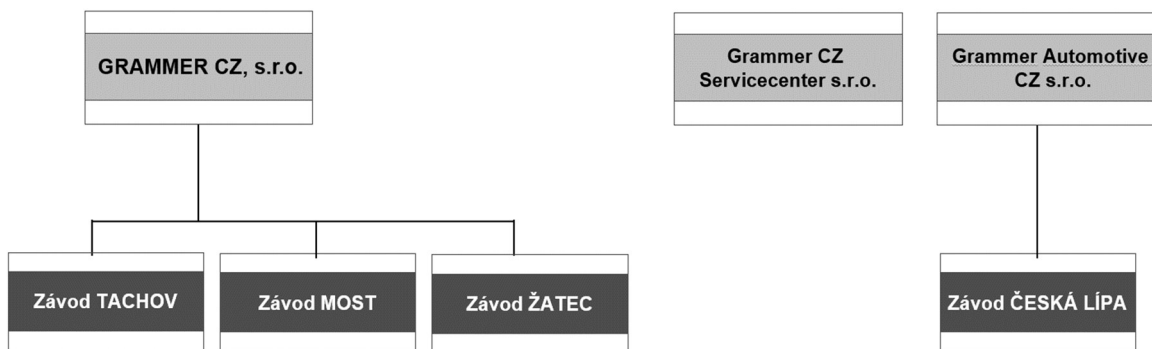 GRAMMER CZ, s.r.o.
Grammer CZ
Servicecenter s.r.o.
Grammer Automotive
CZ s.r.o.
Závod TACHOV
Závod MOST
Závod ŽATEC
Závod ČESKÁ LÍPA